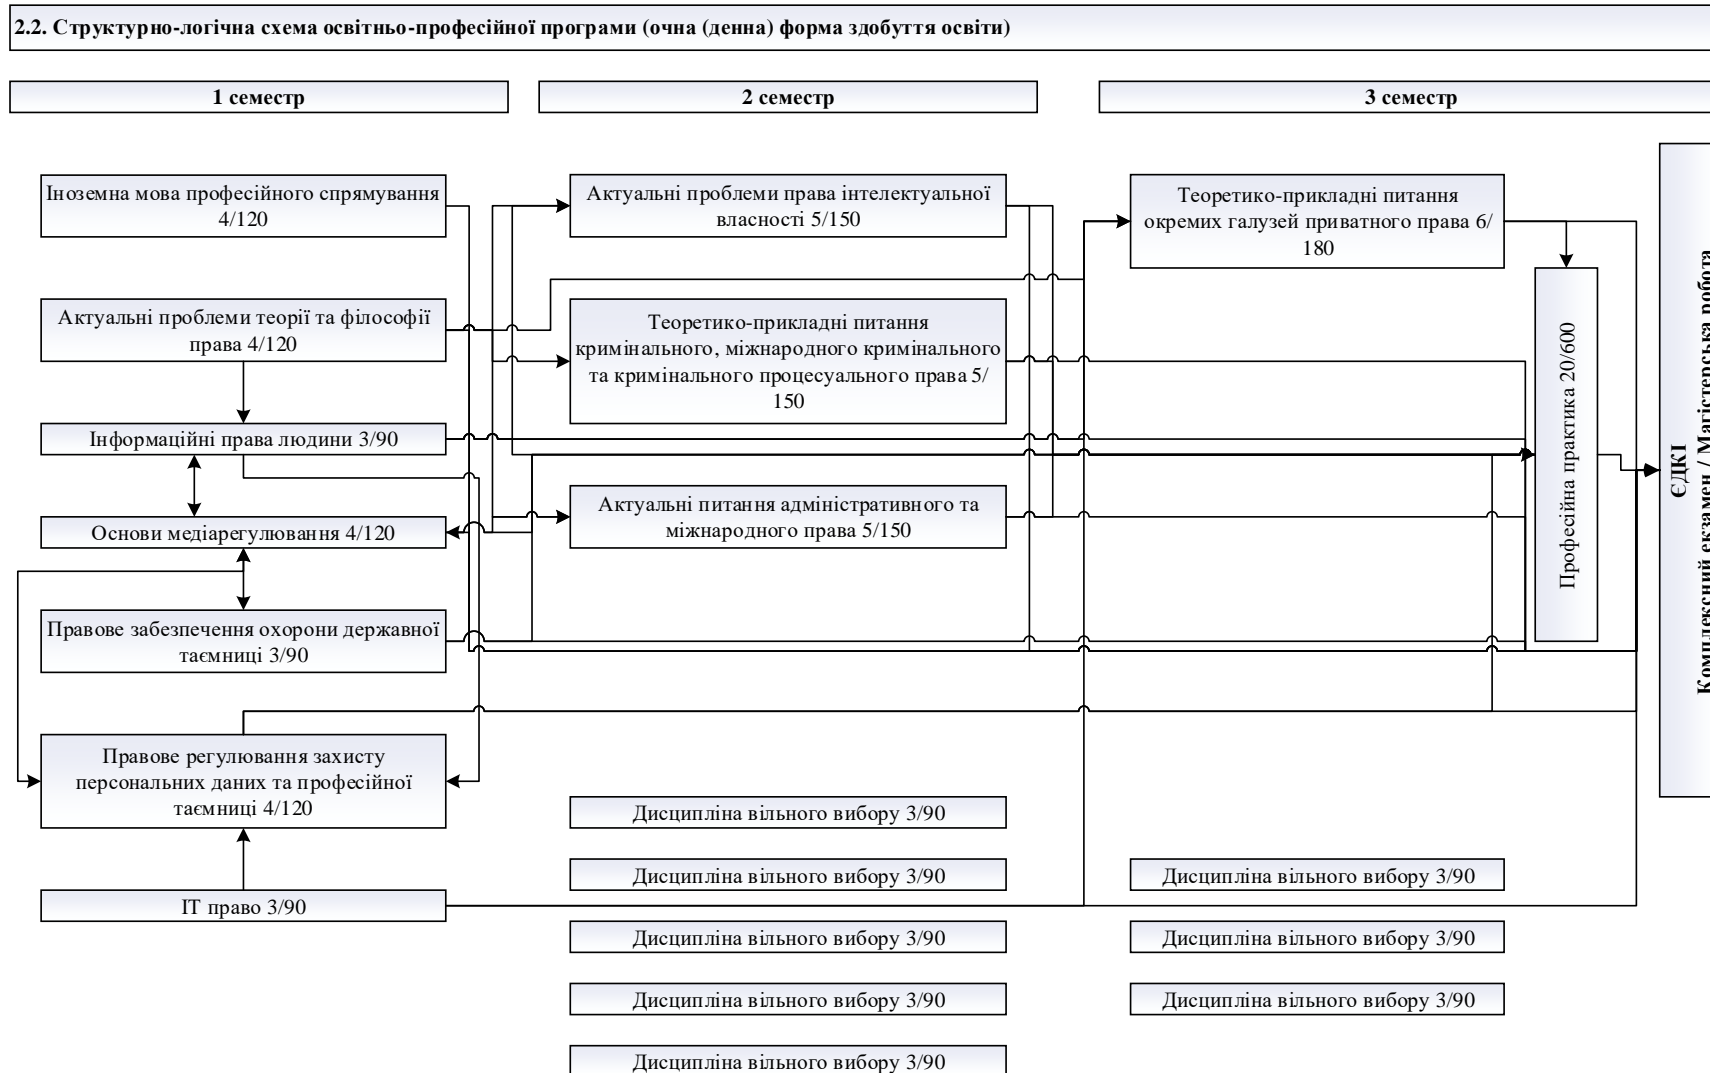 2.2. Структурно-логічна схема освітньо-професійної програми (очна (денна) форма здобуття освіти)
1 семестр
2 семестр
3 семестр
Іноземна мова професійного спрямування
4/120
Актуальні проблеми теорії та філософії
права 4/120
Інформаційні права людини 3/90
Основи медіарегулювання 4/120
Правове забезпечення охорони державної
таємниці 3/90
Правове регулювання захисту
персональних даних та професійної
таємниці 4/120
ІТ право 3/90
Актуальні проблеми права інтелектуальної
власності 5/150
Теоретико-прикладні питання
кримінального, міжнародного кримінального
та кримінального процесуального права 5/
150
Актуальні питання адміністративного та
міжнародного права 5/150
Дисципліна вільного вибору 3/90
Дисципліна вільного вибору 3/90
Дисципліна вільного вибору 3/90
Дисципліна вільного вибору 3/90
Дисципліна вільного вибору 3/90
Теоретико-прикладні питання
окремих галузей приватного права 6/
180
Професійна практика 20/600
Дисципліна вільного вибору 3/90
Дисципліна вільного вибору 3/90
Дисципліна вільного вибору 3/90
ЄДКІ
Комплексний екзамен / Магістерська робота